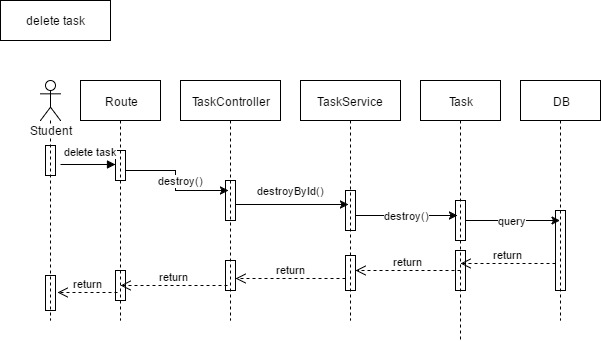 delete task
Route
TaskController
TaskService
Task
DB
Student
delete task
destroy()
destroyById()
destroy()
query
return
return
return
return
return